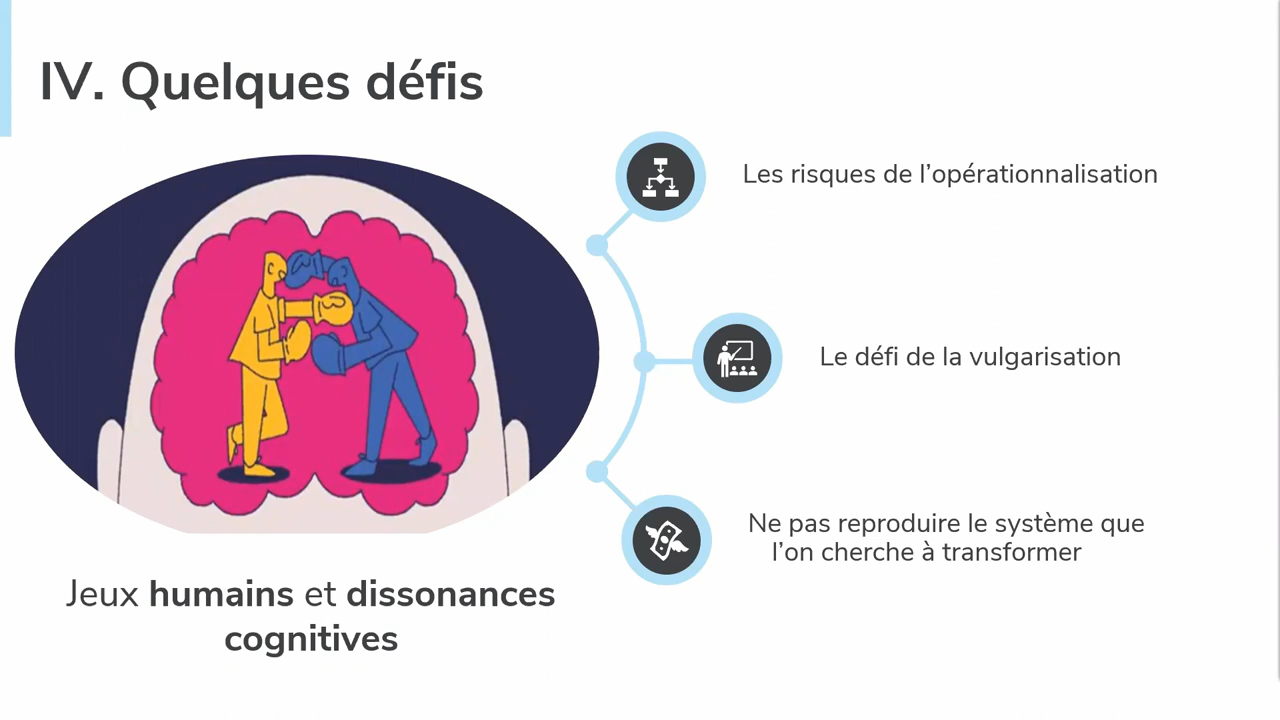 IV. Quelques défis
Les risques de l’opérationnalisation
Le défi de la vulgarisation
Ne pas reproduire le système que
l’on cherche à transformer
Jeux humains et dissonances
cognitives